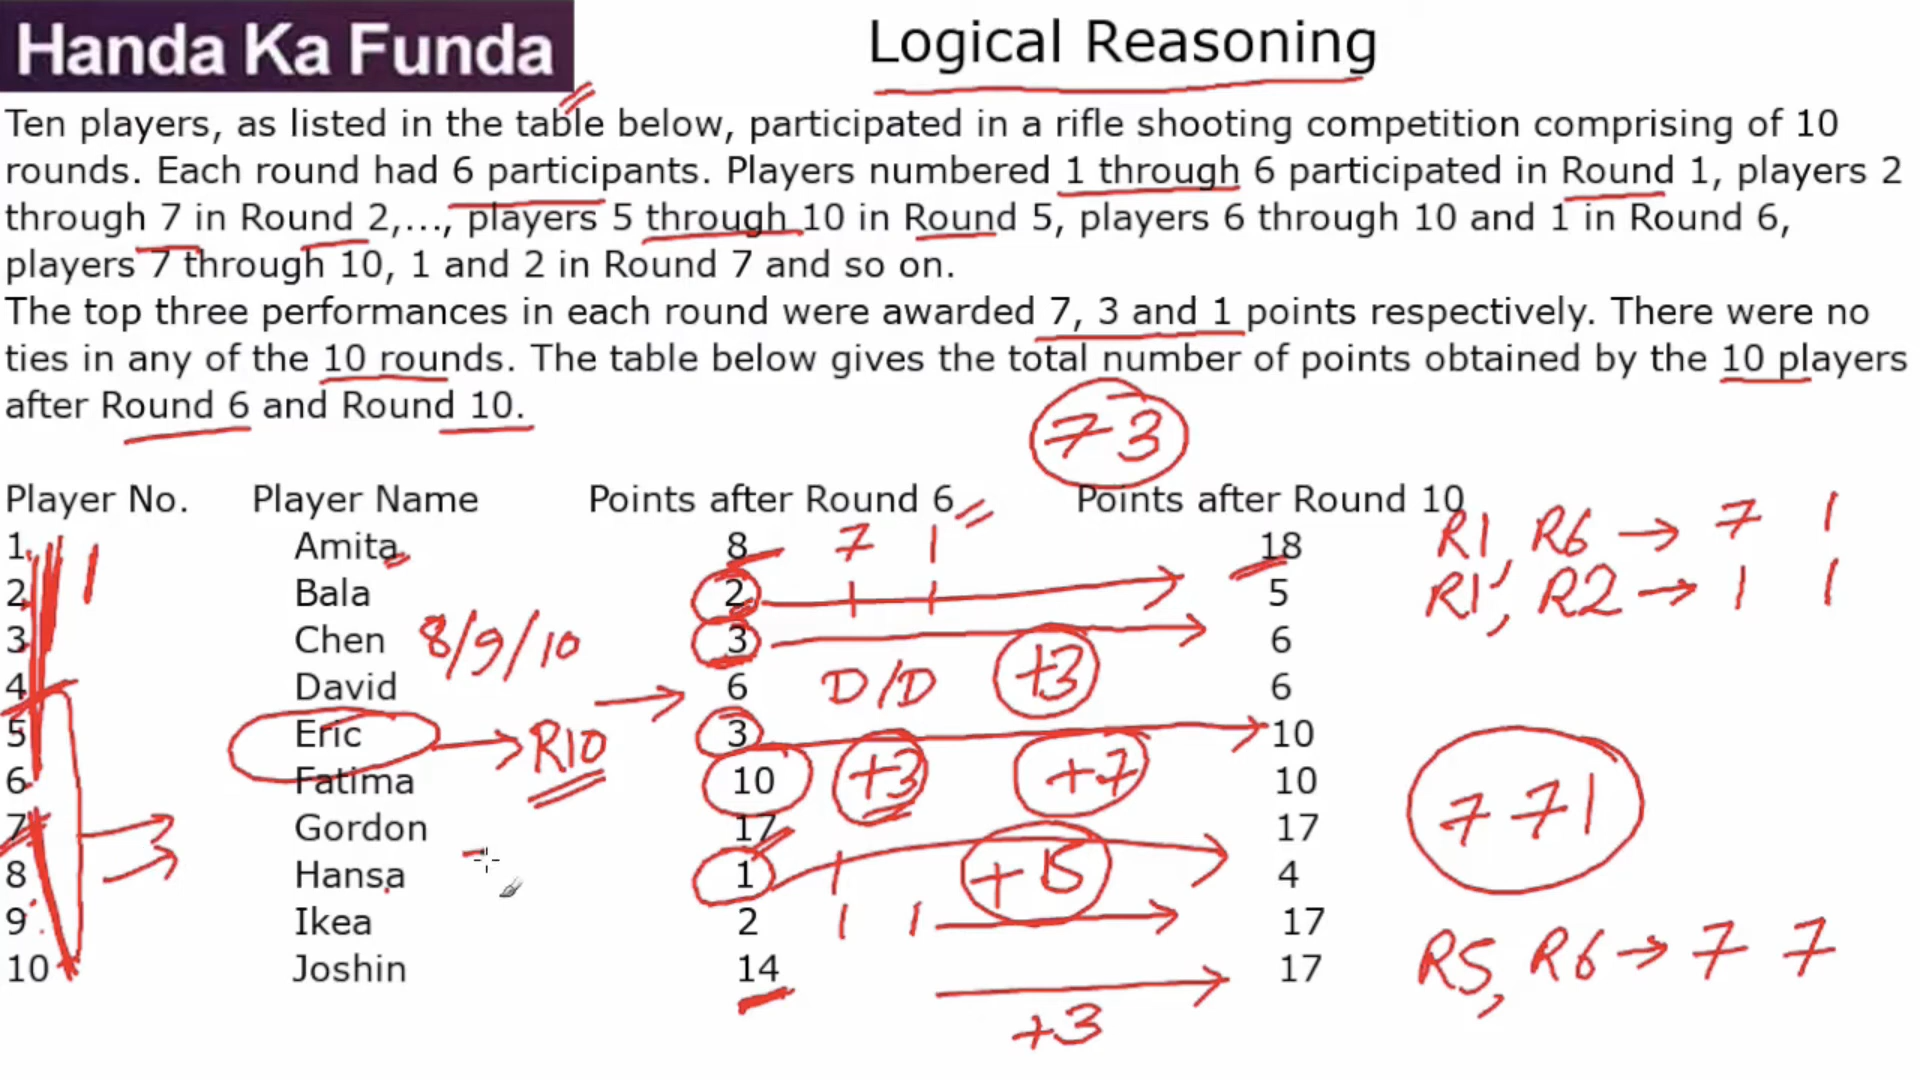 Handa Ka Funda
Logical Reasoning
Ten players, as listed in the table below, participated in a rifle shooting competition comprising of 10
rounds. Each round had 6 participants. Players numbered 1 through 6 participated in Round 1, players 2
through 7 in Round 2,..., players 5 through 10 in Round 5, players 6 through 10 and 1 in Round 6,
players 7 through 10, 1 and 2 in Round 7 and so on.
The top three performances in each round were awarded 7, 3 and 1 points respectively. There were no
ties in any of the 10 rounds. The table below gives the total number of points obtained by the 10 players
after Round 6 and Round 10.
73
Player No. Player Name Points after Round 6 Points after Round 10
1. Amita 8 7 1 18 R1, R6 → 7 1
2. Bala 2 1 1 5 R1, R2 → 1 1
3. Chen 8/9/10 3 6
4 David 6 D/D +3 6
5 Eric R10 3 10
6. Fatima 10 +3 +7 10 7 7 1
7 Gordon 17 17
8 Hansa 1 1 +15 4
9 Ikea 2 1 1 17
10 Joshin 14 17 R5, R6 → 7 7
+3